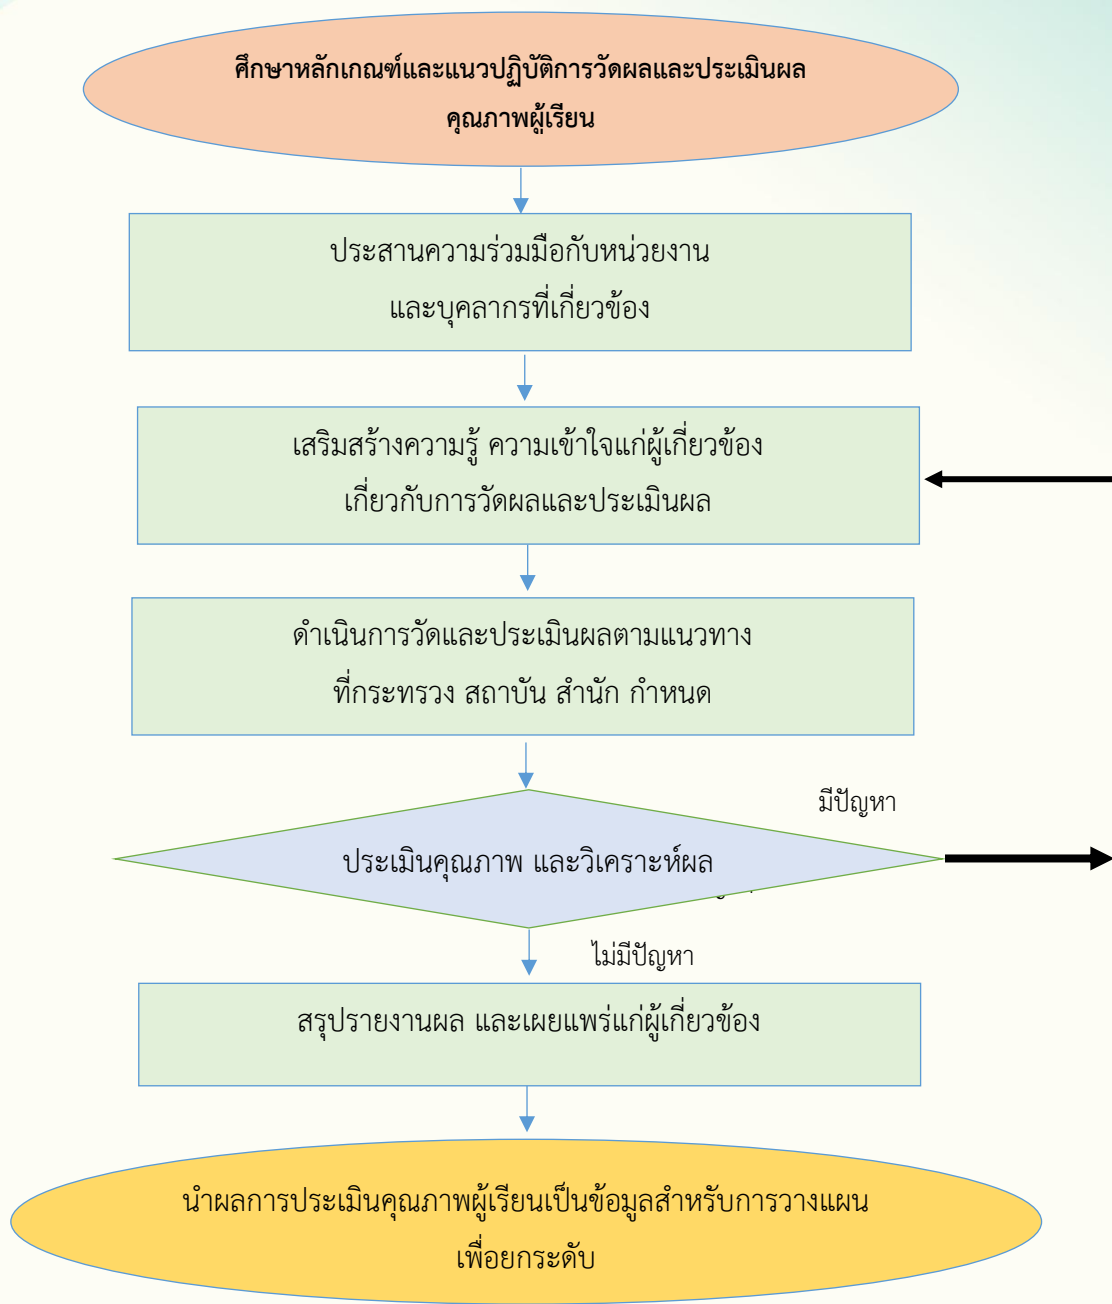 ศึกษาหลักเกณฑ์และแนวปฏิบัติการวัดผลและประเมินผล
คุณภาพผู้เรียน
ประสานความร่วมมือกับหน่วยงาน
และบุคลากรที่เกี่ยวข้อง
เสริมสร้างความรู้ ความเข้าใจแก่ผู้เกี่ยวข้อง
เกี่ยวกับการวัดผลและประเมินผล
ดำเนินการวัดและประเมินผลตามแนวทาง
ที่กระทรวง สถาบัน สำนัก กำหนด
มีปัญหา
ประเมินคุณภาพ และวิเคราะห์ผล
ไม่มีปัญหา
สรุปรายงานผล และเผยแพร่แก่ผู้เกี่ยวข้อง
นำผลการประเมินคุณภาพผู้เรียนเป็นข้อมูลสำหรับการวางแผน
เพื่อยกระดับ